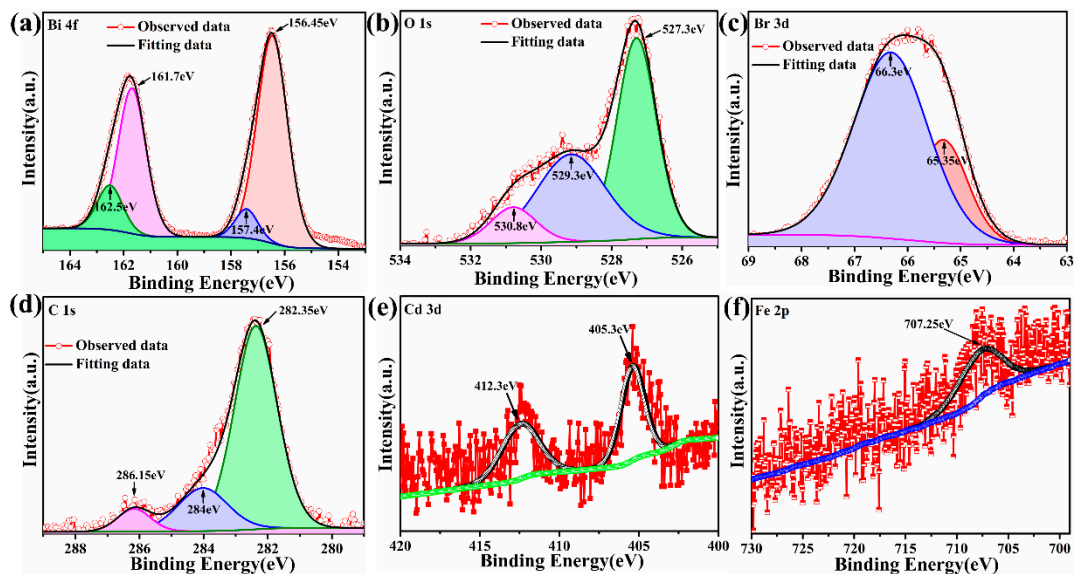 (a) Bi 4f
Observed data
Fitting data
156.45eV
161.7eV
162.5eV
157.4eV
Intensity(a.u.)
164 162 160 158 156 154
Binding Energy(eV)
(b) O 1s
Observed data
Fitting data
527.3eV
529.3eV
530.8eV
Intensity(a.u.)
534 532 530 528 526
Binding Energy(eV)
(c) Br 3d
Observed data
Fitting data
66.3eV
65.35eV
Intensity(a.u.)
69 68 67 66 65 64 63
Binding Energy(eV)
(d) C 1s
282.35eV
Observed data
Fitting data
286.15eV
284eV
Intensity(a.u.)
288 286 284 282 280
Binding Energy(eV)
(e) Cd 3d
405.3eV
412.3eV
Intensity(a.u.)
420 415 410 405 400
Binding Energy(eV)
(f) Fe 2p
707.25eV
Intensity(a.u.)
730 725 720 715 710 705 700
Binding Energy(eV)